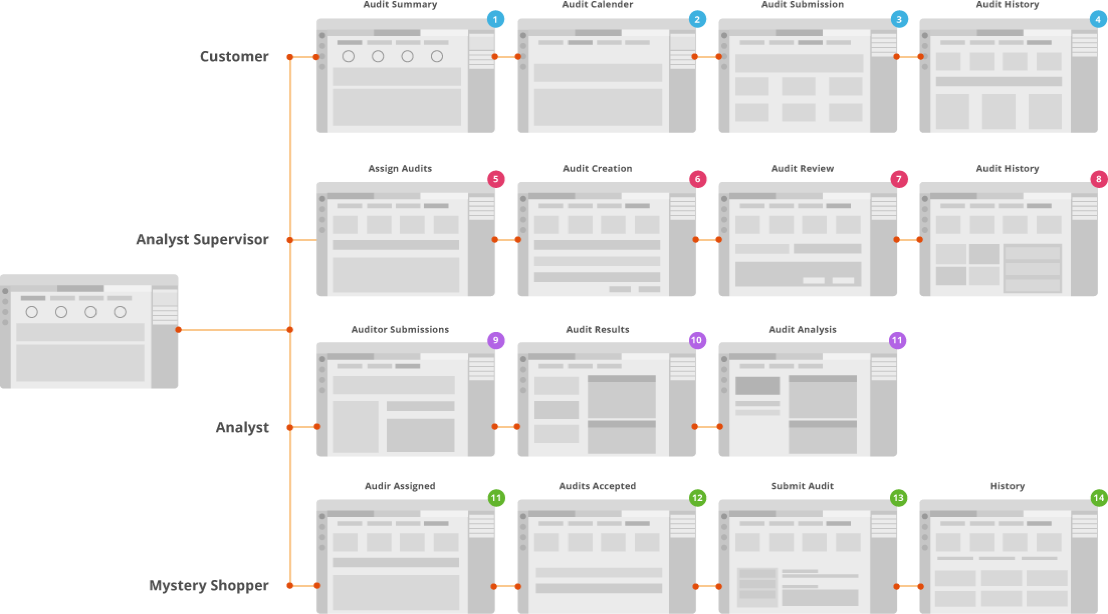 Audit Summary
Audit Calender
Audit Submission
Audit History
1
2
3
4
Customer
Assign Audits
Audit Creation
Audit Review
Audit History
5
6
7
8
Analyst Supervisor
Auditor Submissions
Audit Results
Audit Analysis
9
10
11
Analyst
Audir Assigned
Audits Accepted
Submit Audit
History
11
12
13
14
Mystery Shopper